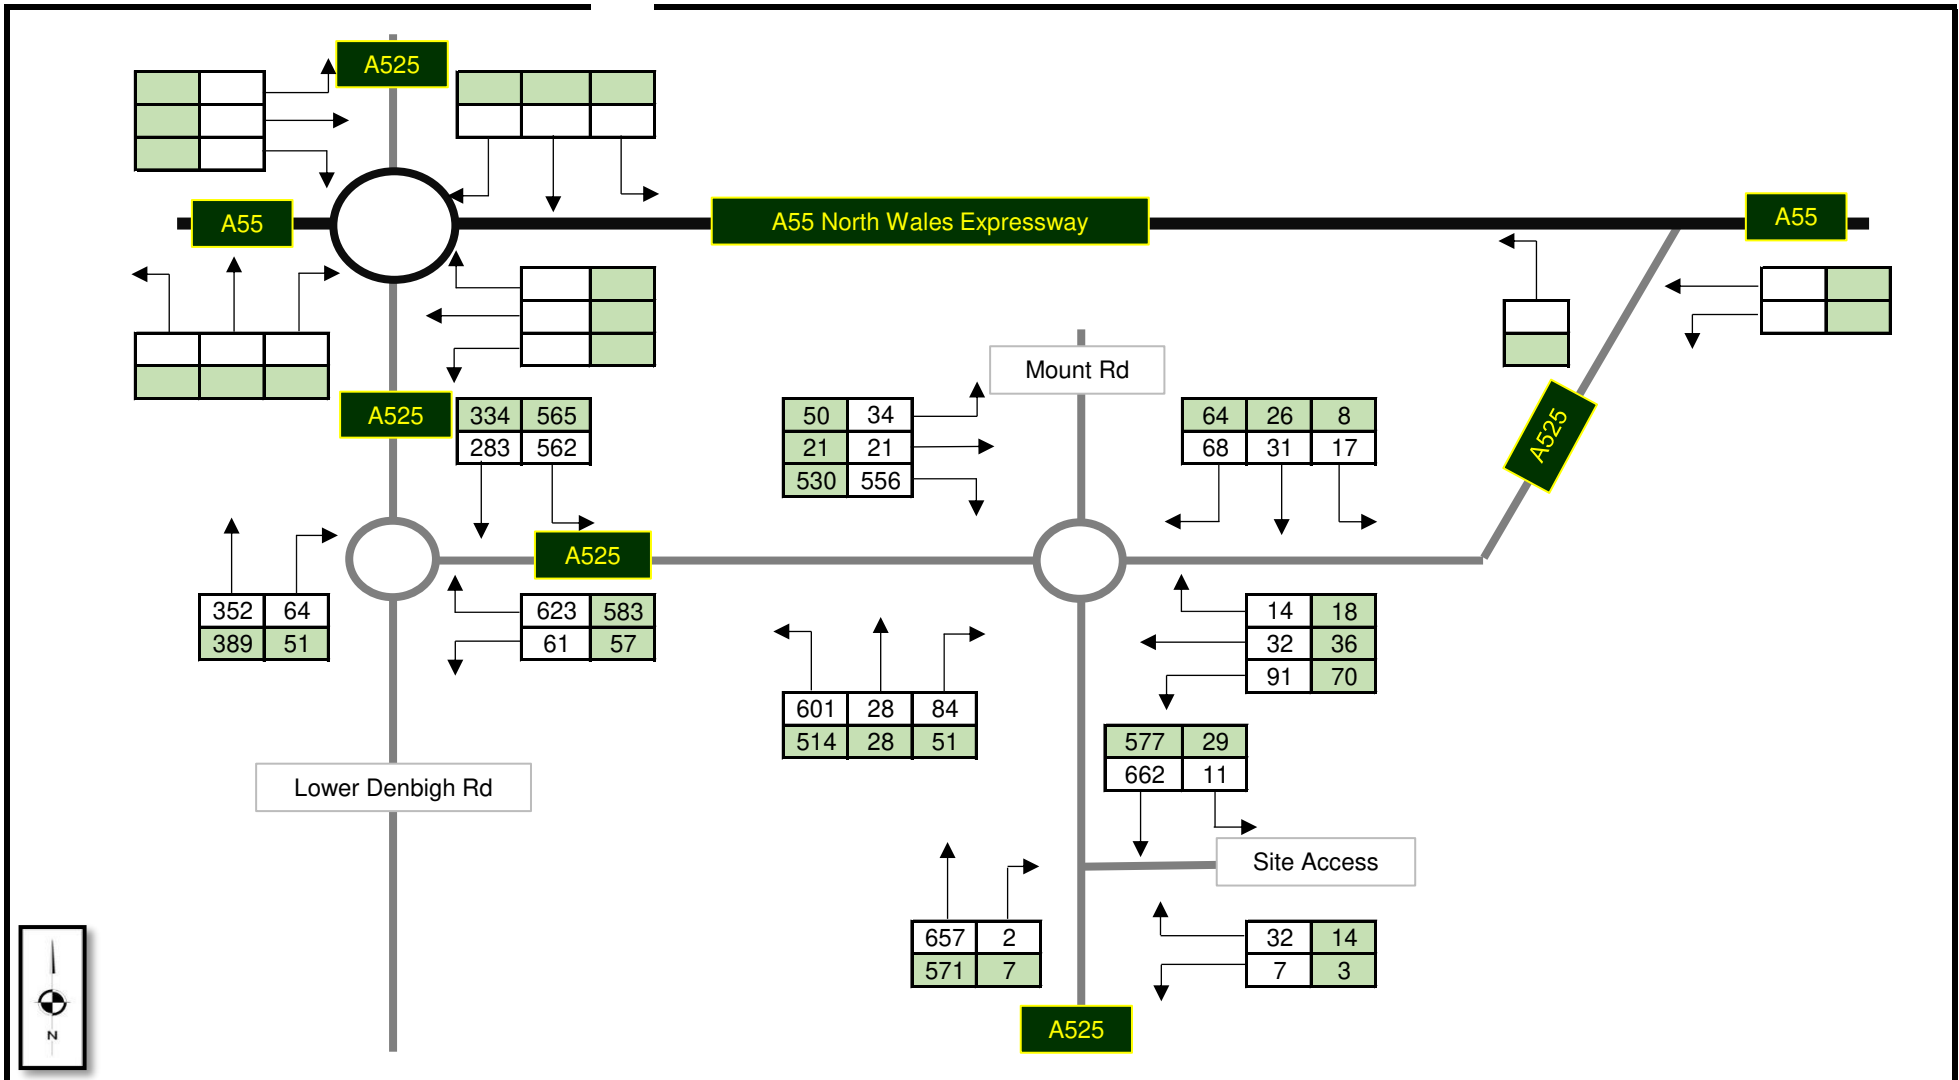 A525
A55
A55 North Wales Expressway
A55
Mount Rd
A525
334 565
283 562
50 34
21 21
530 556
64 26 8
68 31 17
A525
A525
352 64
389 51
623 583
61 57
14 18
32 36
91 70
601 28 84
514 28 51
577 29
662 11
Lower Denbigh Rd
Site Access
657 2
571 7
32 14
7 3
A525
N